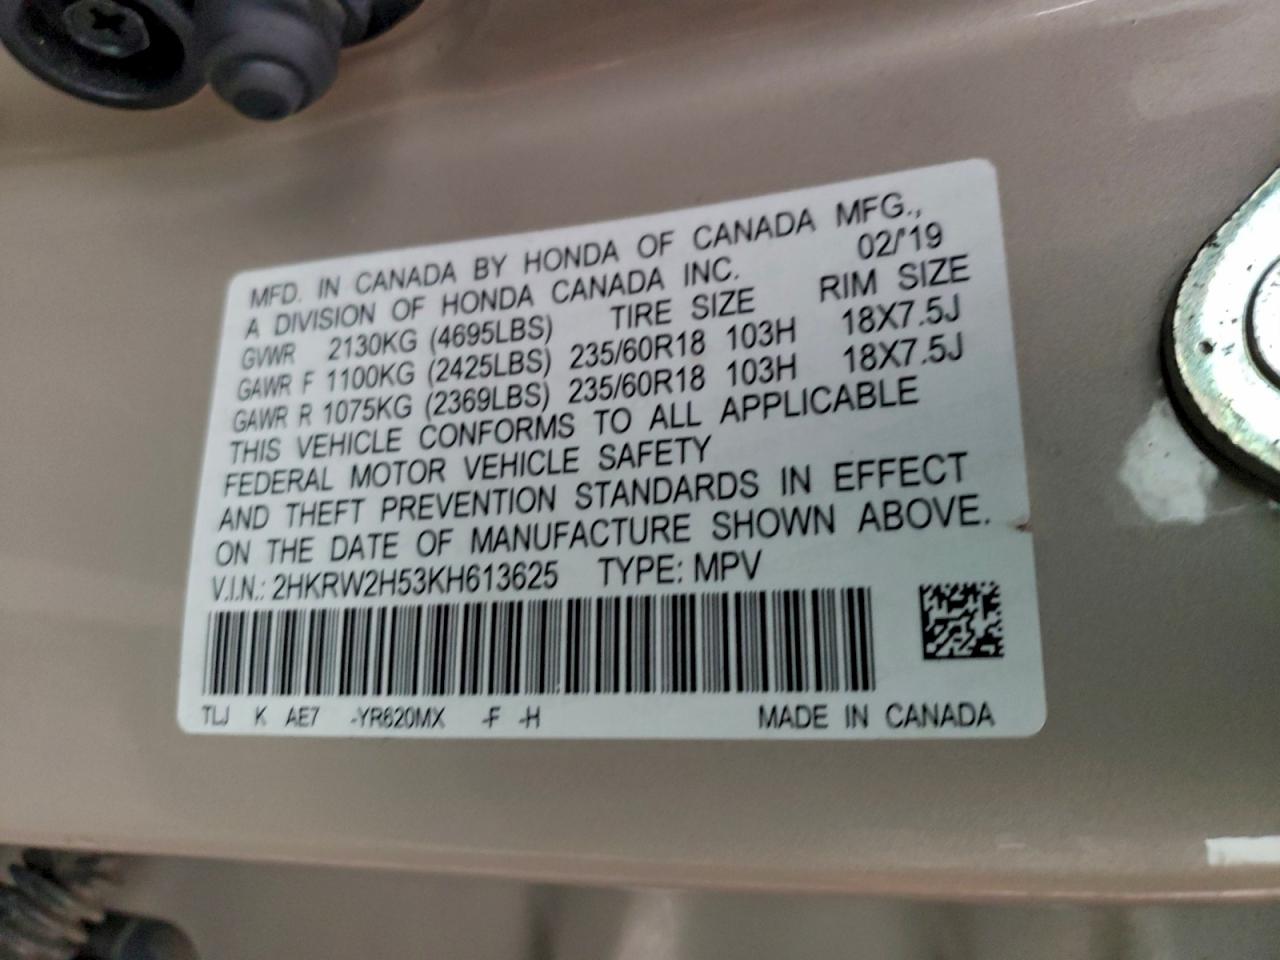 MFD. IN CANADA BY HONDA OF CANADA MFG.,
A DIVISION OF HONDA CANADA INC. 02/'19
GVWR 2130KG (4695LBS) TIRE SIZE RIM SIZE
GAWR F 1100KG (2425LBS) 235/60R18 103H 18X7.5J
GAWR R 1075KG (2369LBS) 235/60R18 103H 18X7.5J
THIS VEHICLE CONFORMS TO ALL APPLICABLE
FEDERAL MOTOR VEHICLE SAFETY
AND THEFT PREVENTION STANDARDS IN EFFECT
ON THE DATE OF MANUFACTURE SHOWN ABOVE.
V.I.N.: 2HKRW2H53KH613625 TYPE: MPV
TLJ K AE7 -YR620MX -F -H MADE IN CANADA